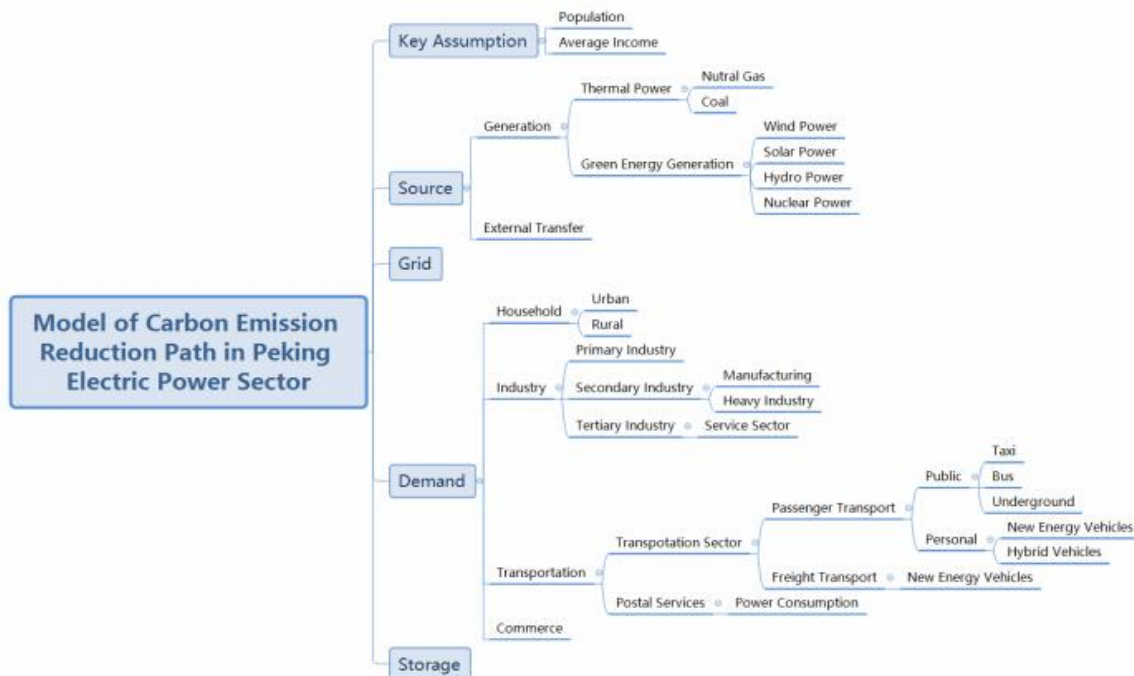 Model of Carbon Emission
Reduction Path in Peking
Electric Power Sector
Key Assumption
Population
Average Income
Source
Generation
Thermal Power
Nutral Gas
Coal
Green Energy Generation
Wind Power
Solar Power
Hydro Power
Nuclear Power
External Transfer
Grid
Demand
Household
Urban
Rural
Industry
Primary Industry
Secondary Industry
Manufacturing
Heavy Industry
Tertiary Industry
Service Sector
Transportation
Transpotation Sector
Passenger Transport
Public
Taxi
Bus
Underground
Personal
New Energy Vehicles
Hybrid Vehicles
Freight Transport
New Energy Vehicles
Postal Services
Power Consumption
Commerce
Storage